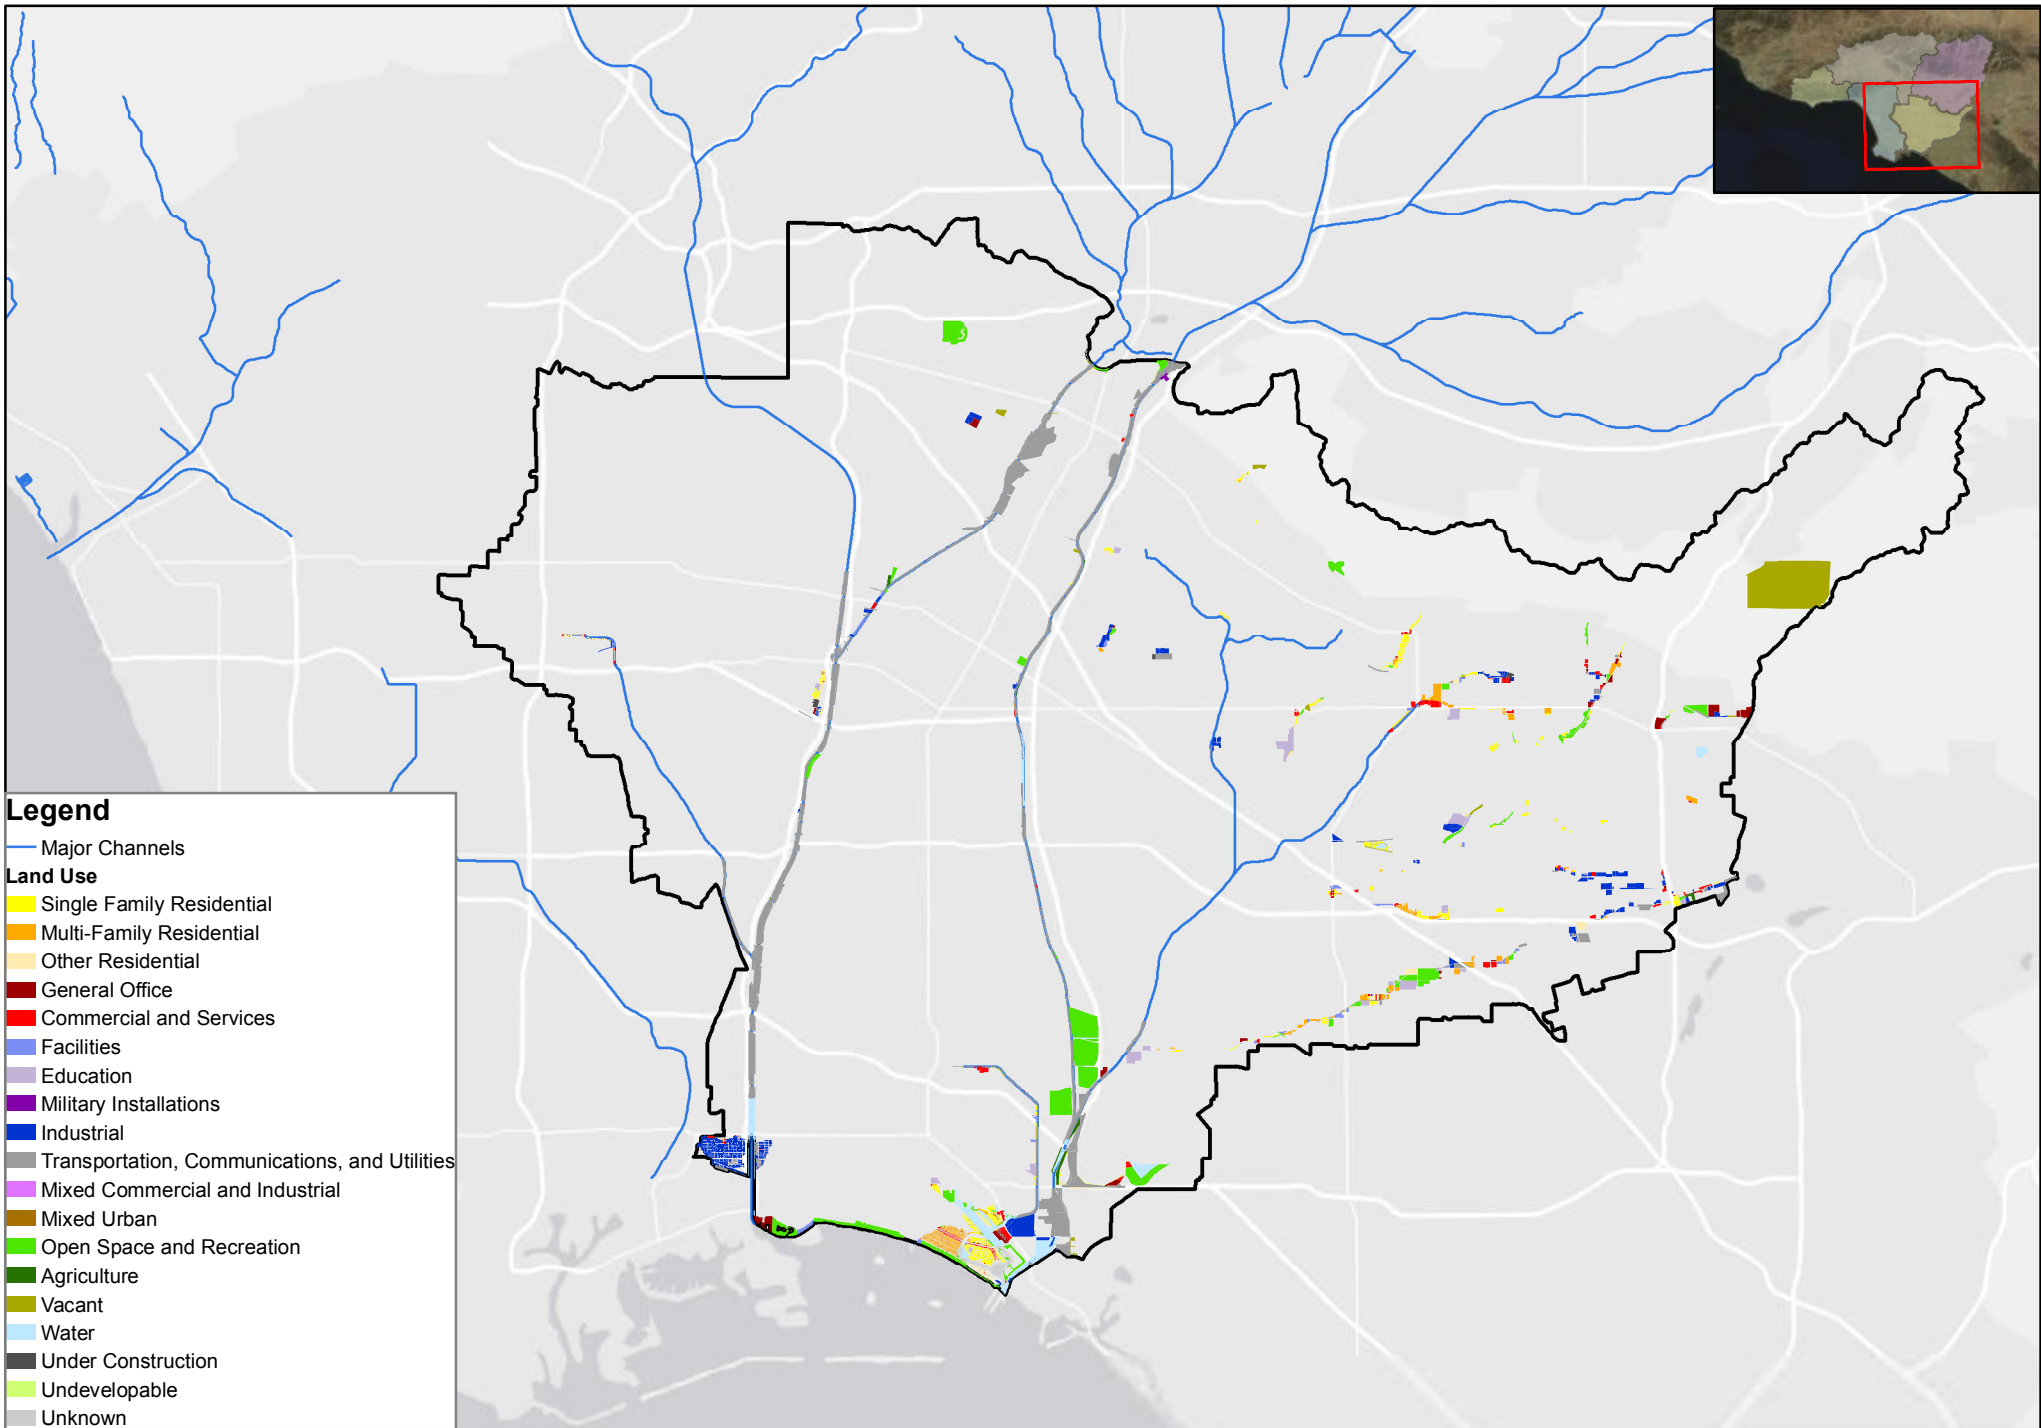 Legend
Major Channels
Land Use
Single Family Residential
Multi-Family Residential
Other Residential
General Office
Commercial and Services
Facilities
Education
Military Installations
Industrial
Transportation, Communications, and Utilities
Mixed Commercial and Industrial
Mixed Urban
Open Space and Recreation
Agriculture
Vacant
Water
Under Construction
Undevelopable
Unknown